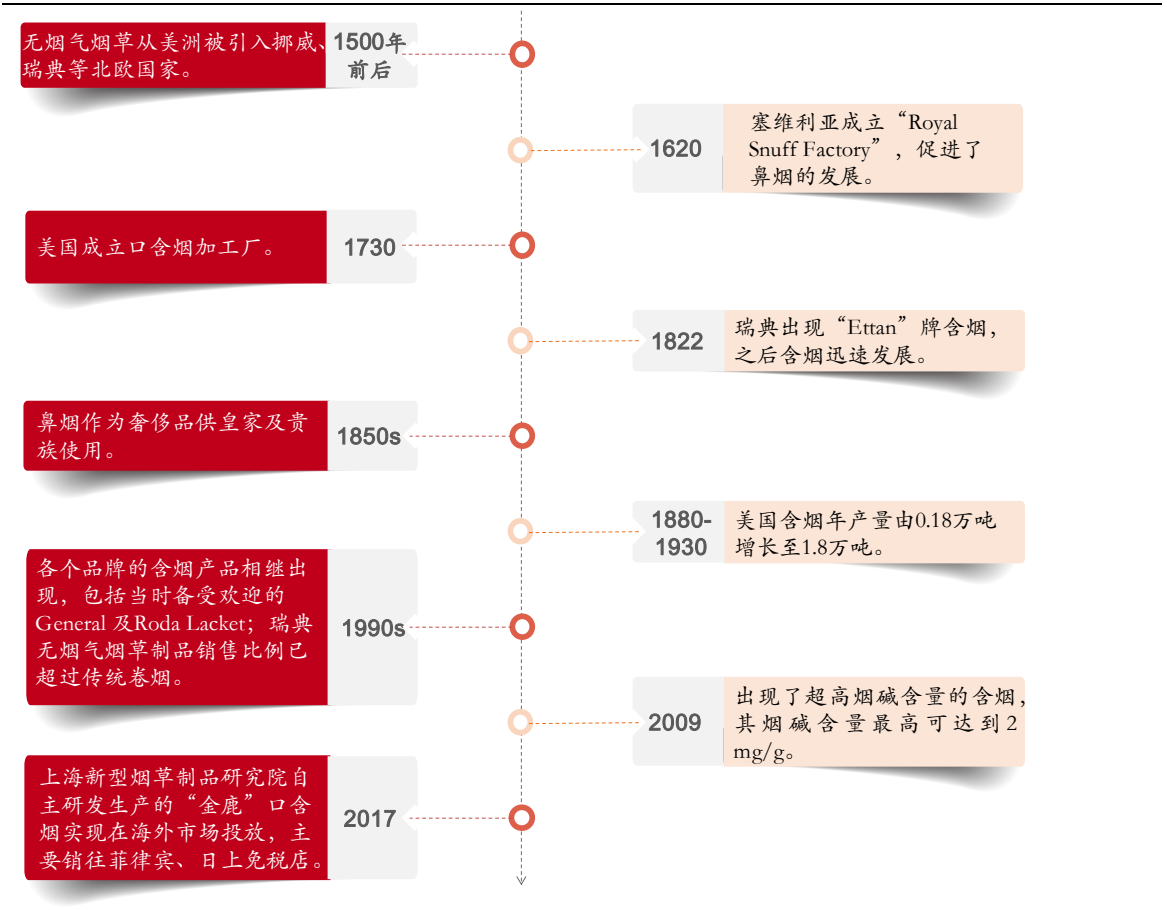 无烟气烟草从美洲被引入挪威、
瑞典等北欧国家。
1500年
前后
1620
塞维利亚成立“Royal
Snuff Factory”，促进了
鼻烟的发展。
美国成立口含烟加工厂。
1730
1822
瑞典出现“Ettan”牌含烟，
之后含烟迅速发展。
鼻烟作为奢侈品供皇家及贵
族使用。
1850s
1880-
1930
美国含烟年产量由0.18万吨
增长至1.8万吨。
各个品牌的含烟产品相继出
现，包括当时备受欢迎的
General 及Roda Lacket；瑞典
无烟气烟草制品销售比例已
超过传统卷烟。
1990s
2009
出现了超高烟碱含量的含烟，
其烟碱含量最高可达到2
mg/g。
上海新型烟草制品研究院自
主研发生产的“金鹿”口含
烟实现在海外市场投放，主
要销往菲律宾、日上免税店。
2017